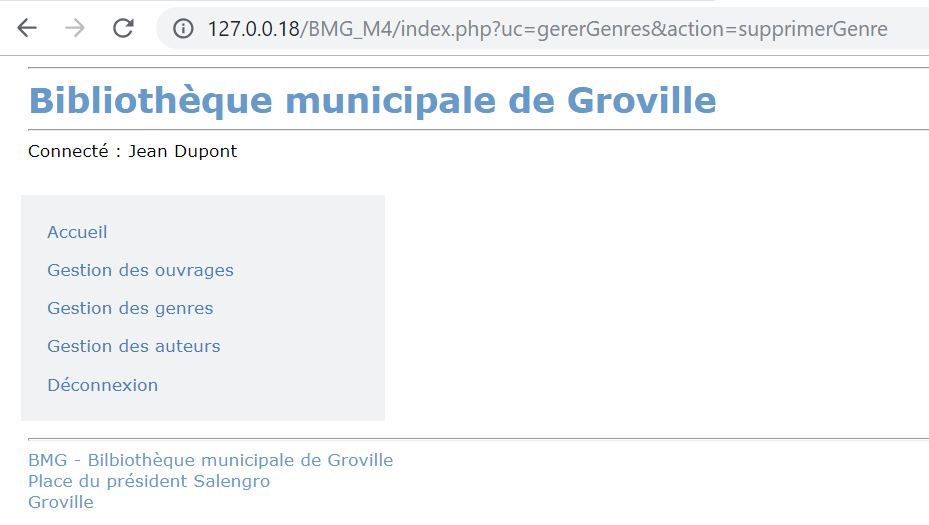 127.0.0.18/BMG_M4/index.php?uc=gererGenres&action=supprimerGenre
Bibliothèque municipale de Groville
Connecté : Jean Dupont
Accueil
Gestion des ouvrages
Gestion des genres
Gestion des auteurs
Déconnexion
BMG - Bilbiothèque municipale de Groville
Place du président Salengro
Groville